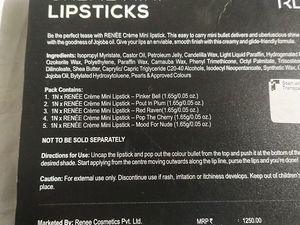 CRÈME MINI
LIPSTICKS
Be the perfect tease with RENÉE Crème Mini lipstick. This easy to carry mini bullet delivers uber and luxurious shine
with the goodness of Jojoba oil. Give your lips an enviable, smooth finish with this creamy and glide-friendly formula.
Ingredients: Isopropyl Myristate, Castor Oil, Petroleum Jelly, Candelilla Wax, Light Liquid Paraffin, Hydrogenated
Ozokerite Wax, Polyethylene, Paraffin Wax, Carnauba Wax, Phenyl Trimethicone, Octyl Palmitate, Trisostearin
Dilinoleate, Shea Butter, Caprylic/Capric Triglyceride C20-40 Alcohols, Isodecyl Neopentanoate, Synthetic Wax,
Jojoba Oil, Butylated Hydroxytoluene, Pearls & Approved Colours
Pack Contains:
1. 1N x RENÉE Crème Mini Lipstick – Pinker Bell (1.65g/0.05 oz.)
2. 1N x RENÉE Crème Mini Lipstick – Pout in Plum (1.65g/0.05 oz.)
3. 1N x RENÉE Crème Mini Lipstick – Red Raven (1.65g/0.05 oz.)
4. 1N x RENÉE Crème Mini Lipstick – Pop The Cherry (1.65g/0.05 oz.)
5. 1N x RENÉE Crème Mini Lipstick – Mood For Nude (1.65g/0.05 oz.)
NOT TO BE SOLD SEPARATELY
Directions for Use: Uncap the lipstick and pop out the colour bullet from the top and push it at the bottom of the
desired shade. Start applying from the centre moving outwards along the lip line, purse the lips and you're done!
Caution: For external use only. Discontinue use if rash, irritation or itchiness develops. Keep out of children's
Marketed By: Renee Cosmetics Pvt. Ltd.
MRP ₹ : 1250.00
Scan
Transpa